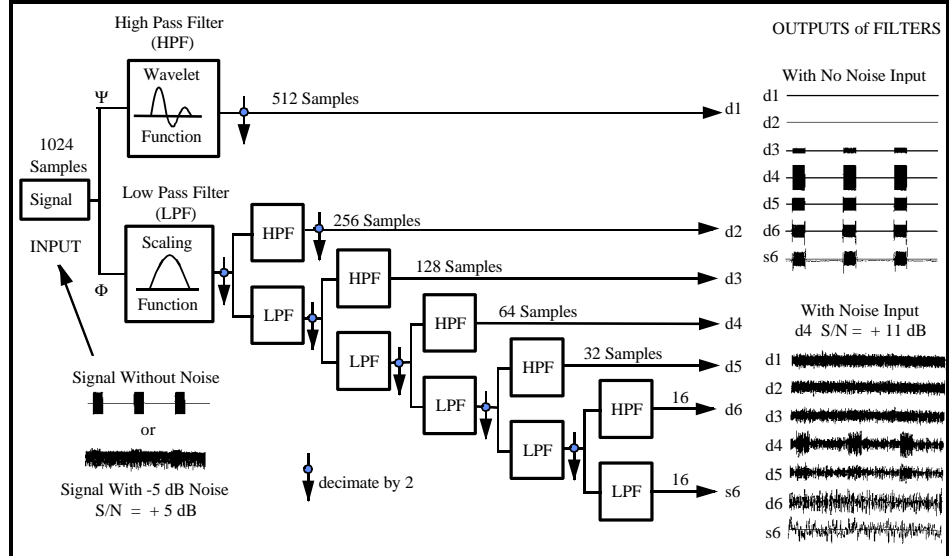 High Pass Filter
(HPF)
OUTPUTS of FILTERS
Wavelet
Function
Ψ
512 Samples
d1
With No Noise Input
d1
d2
d3
d4
d5
d6
s6
1024
Samples
Signal
INPUT
Low Pass Filter
(LPF)
Scaling
Function
Φ
HPF
256 Samples
d2
LPF
HPF
128 Samples
d3
LPF
HPF
64 Samples
d4
LPF
HPF
32 Samples
d5
LPF
HPF
16
d6
LPF
16
s6
With Noise Input
d4 S/N = + 11 dB
d1
d2
d3
d4
d5
d6
s6
Signal Without Noise
or
Signal With -5 dB Noise
S/N = + 5 dB
decimate by 2